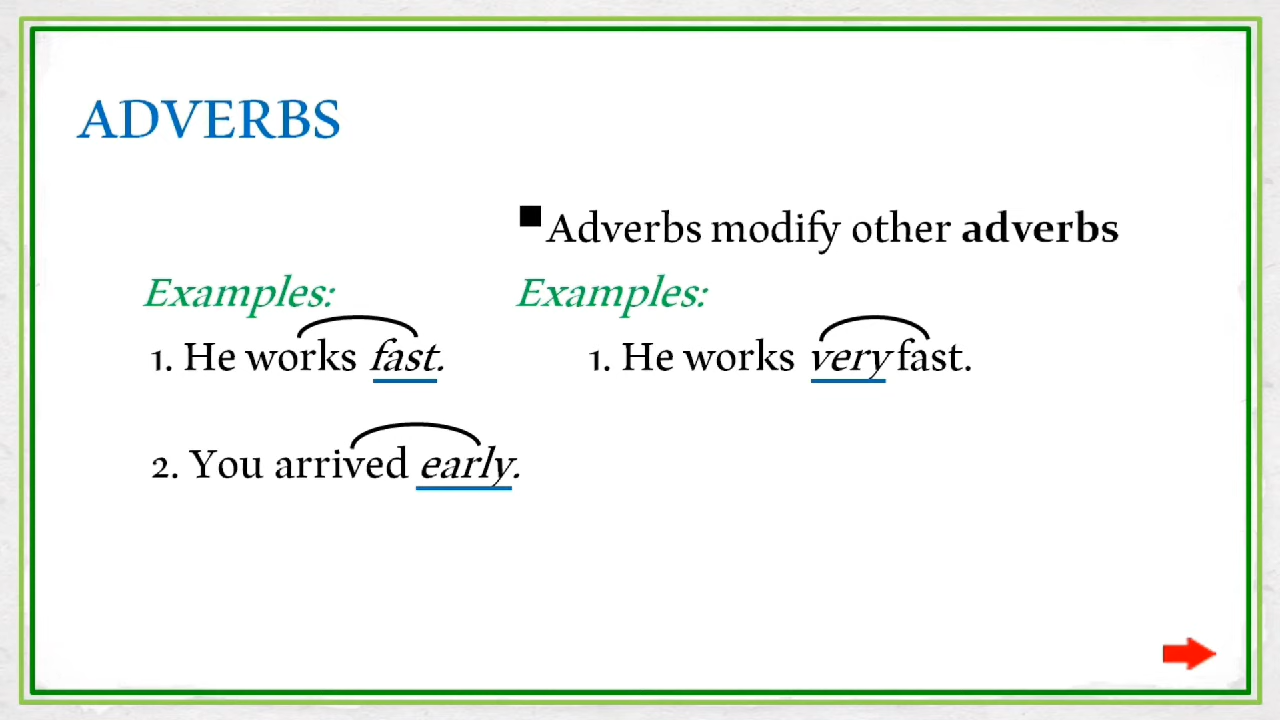 ADVERBS
▪Adverbs modify other adverbs
Examples:
1. He works fast.
2. You arrived early.
Examples:
1. He works very fast.